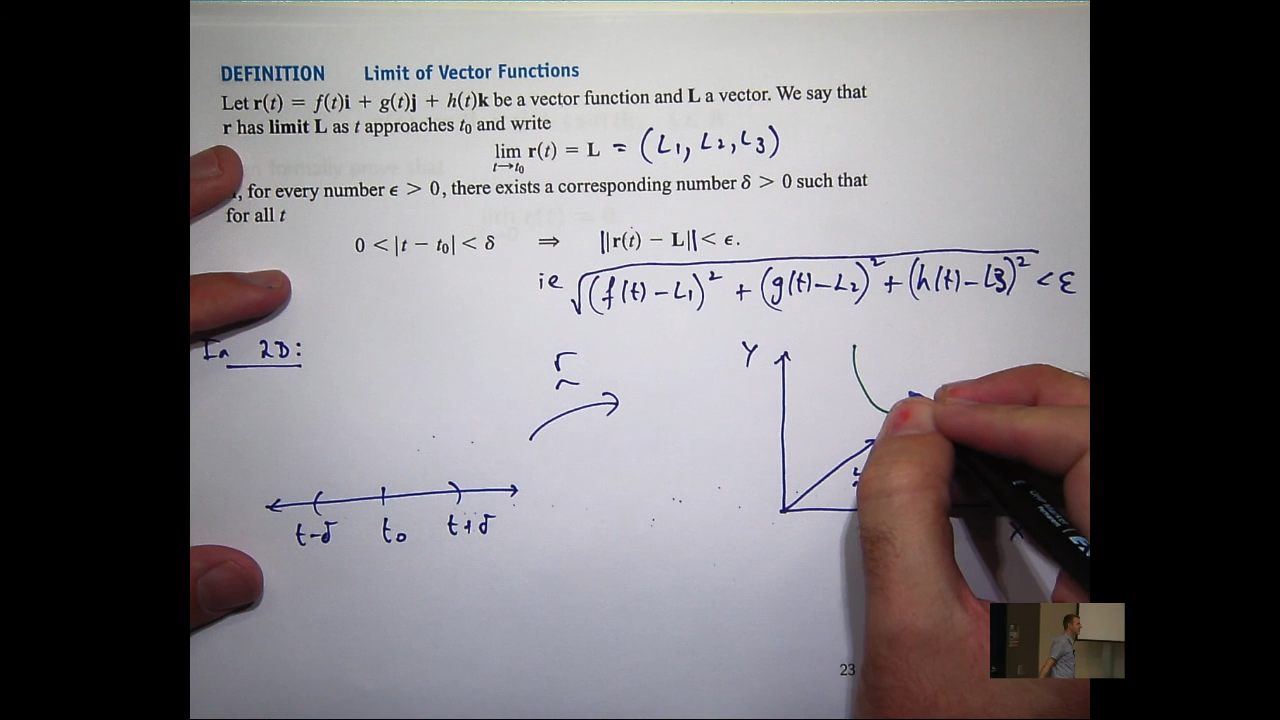 DEFINITION Limit of Vector Functions
Let r(t) = f(t)i + g(t)j + h(t)k be a vector function and L a vector. We say that
r has limit L as t approaches t₀ and write
lim r(t) = L = (L₁, L₂, L3)
t→t₀
, for every number ϵ > 0, there exists a corresponding number δ > 0 such that
for all t
0 < |t − t₀| < δ ⇒ ||r(t) − L|| < ϵ.
ie √(f(t) − L₁)² + (g(t) − L₂)² + (h(t) − L3)² < ε
In 2D:
r
~
Y
t-δ t₀ t+δ
X
23